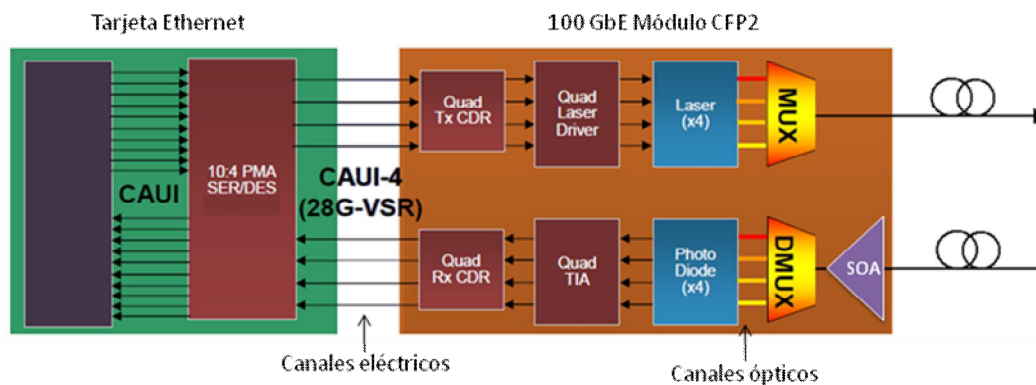 Tarjeta Ethernet
100 GbE Módulo CFP2
Quad
Tx CDR
Quad
Laser
Driver
Laser
(x4)
MUX
10:4 PMA
SER/DES
CAUI
CAUI-4
(28G-VSR)
Quad
Rx CDR
Quad
TIA
Photo
Diode
(x4)
DMUX
SOA
Canales eléctricos
Canales ópticos